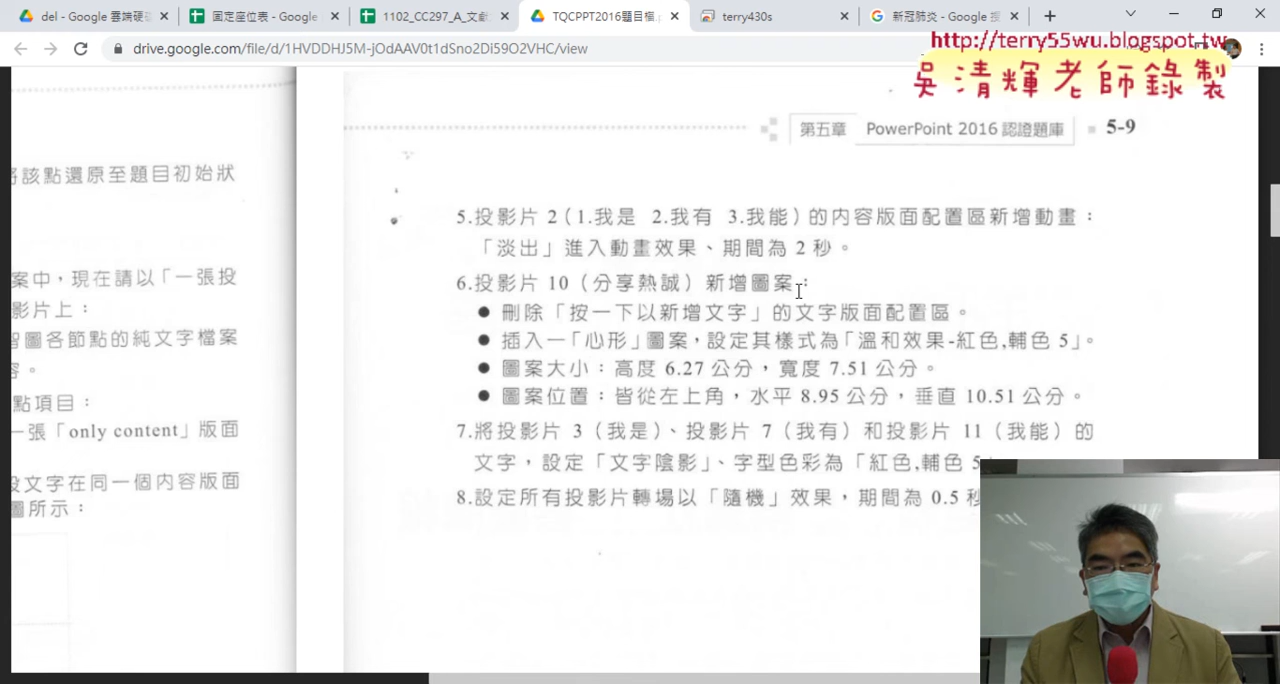 del - Google 雲端硬
固定座位表 - Google
1102_CC297_A_文獻
TQCPPT2016題目檔.p
terry430s
新冠肺炎 - Google
drive.google.com/file/d/1HVDDHJ5M-jOdAAV0t1dSno2Di59O2VHC/view
http://terry55wu.blogspot.tw
吳清輝老師錄製
第五章 PowerPoint 2016 認證題庫 5-9
將該點還原至題目初始狀
案中，現在請以「一張投
影片上：
智圖各節點的純文字檔案
容。
點項目：
一張「only content」版面
段文字在同一個內容版面
圖所示：
5.投影片 2（1.我是 2.我有 3.我能）的內容版面配置區新增動畫：
「淡出」進入動畫效果、期間為 2 秒。
6.投影片 10（分享熱誠）新增圖案：
● 刪除「按一下以新增文字」的文字版面配置區。
● 插入一「心形」圖案，設定其樣式為「溫和效果-紅色,輔色 5」。
● 圖案大小：高度 6.27 公分，寬度 7.51 公分。
● 圖案位置：皆從左上角，水平 8.95 公分，垂直 10.51 公分。
7.將投影片 3（我是）、投影片 7（我有）和投影片 11（我能）的
文字，設定「文字陰影」、字型色彩為「紅色,輔色 5」
8.設定所有投影片轉場以「隨機」效果，期間為 0.5 秒